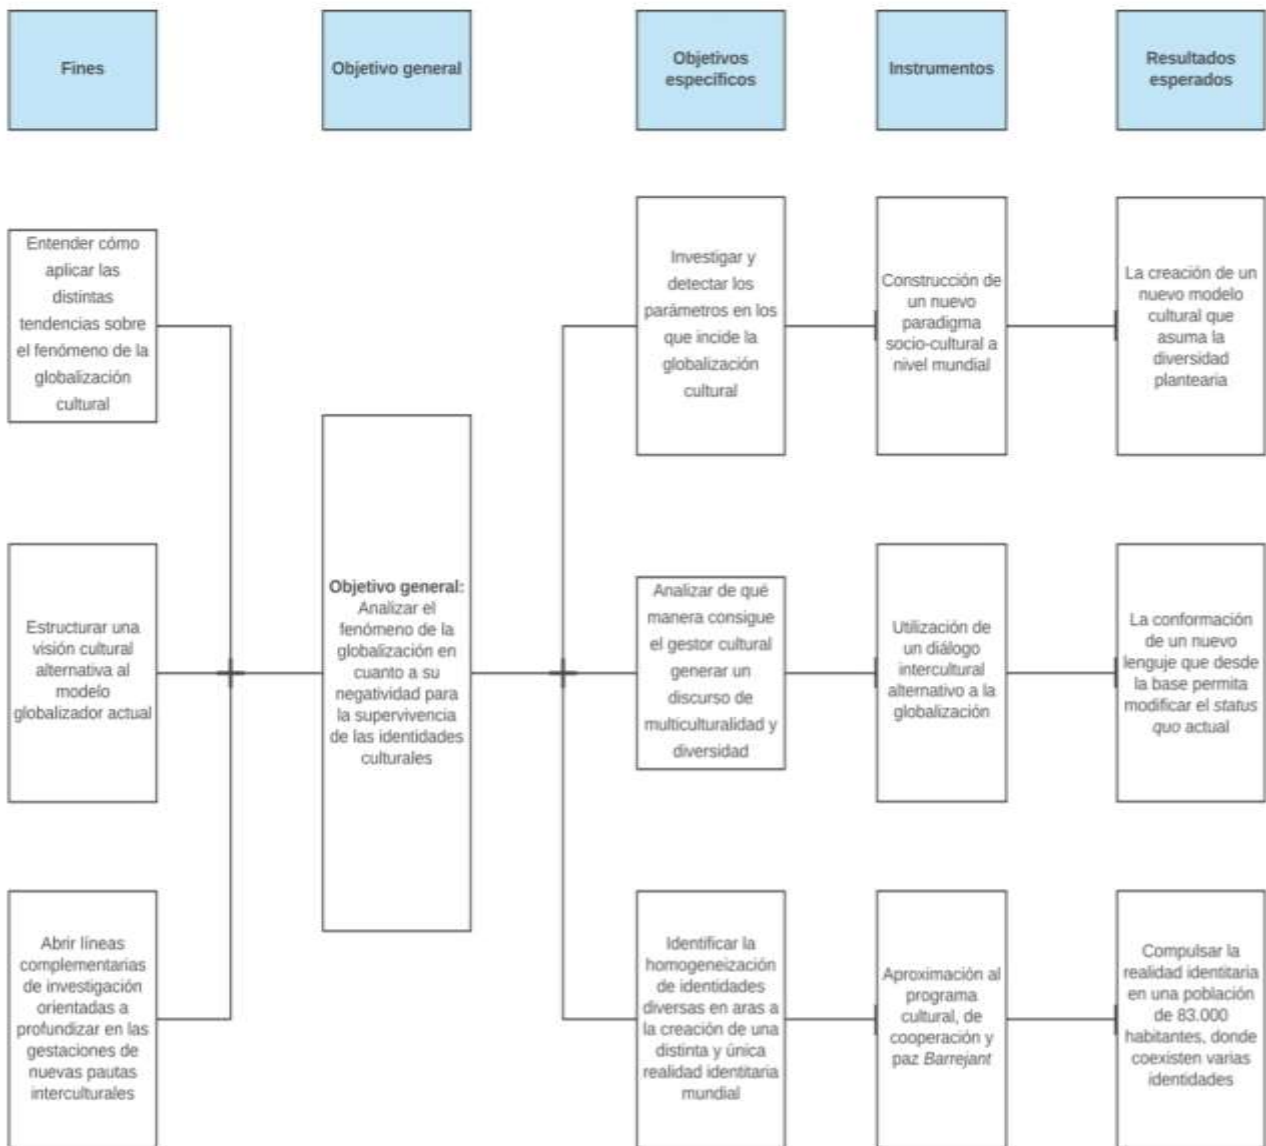 Fines
Objetivo general
Objetivos
específicos
Instrumentos
Resultados
esperados
Entender cómo
aplicar las
distintas
tendencias sobre
el fenómeno de la
globalización
cultural
Estructurar una
visión cultural
alternativa al
modelo
globalizador actual
Abrir líneas
complementarias
de investigación
orientadas a
profundizar en las
gestaciones de
nuevas pautas
interculturales
Objetivo general:
Analizar el
fenómeno de la
globalización en
cuanto a su
negatividad para
la supervivencia
de las identidades
culturales
Investigar y
detectar los
parámetros en los
que incide la
globalización
cultural
Construcción de
un nuevo
paradigma
socio-cultural a
nivel mundial
La creación de un
nuevo modelo
cultural que
asuma la
diversidad
plantearia
Analizar de qué
manera consigue
el gestor cultural
generar un
discurso de
multiculturalidad y
diversidad
Utilización de
un diálogo
intercultural
alternativo a la
globalización
La conformación
de un nuevo
lenguje que desde
la base permita
modificar el status
quo actual
Identificar la
homogeneización
de identidades
diversas en aras a
la creación de una
distinta y única
realidad identitaria
mundial
Aproximación al
programa
cultural, de
cooperación y
paz Barrejant
Compulsar la
realidad identitaria
en una población
de 83.000
habitantes, donde
coexisten varias
identidades